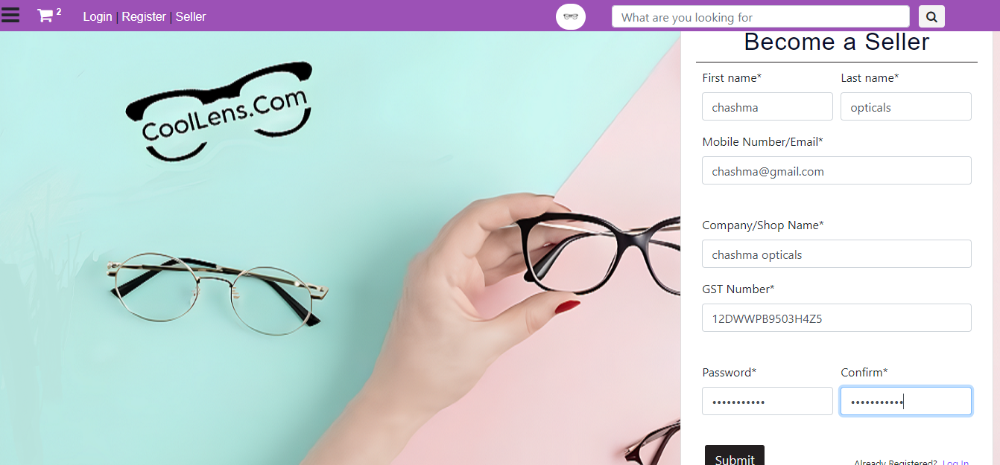 2
Login | Register | Seller
What are you looking for
CoolLens.Com
Become a Seller
First name* Last name*
chashma opticals
Mobile Number/Email*
chashma@gmail.com
Company/Shop Name*
chashma opticals
GST Number*
12DWWPB9503H4Z5
Password* Confirm*
••••••••••• •••••••••••
Submit Already Registered? Log In